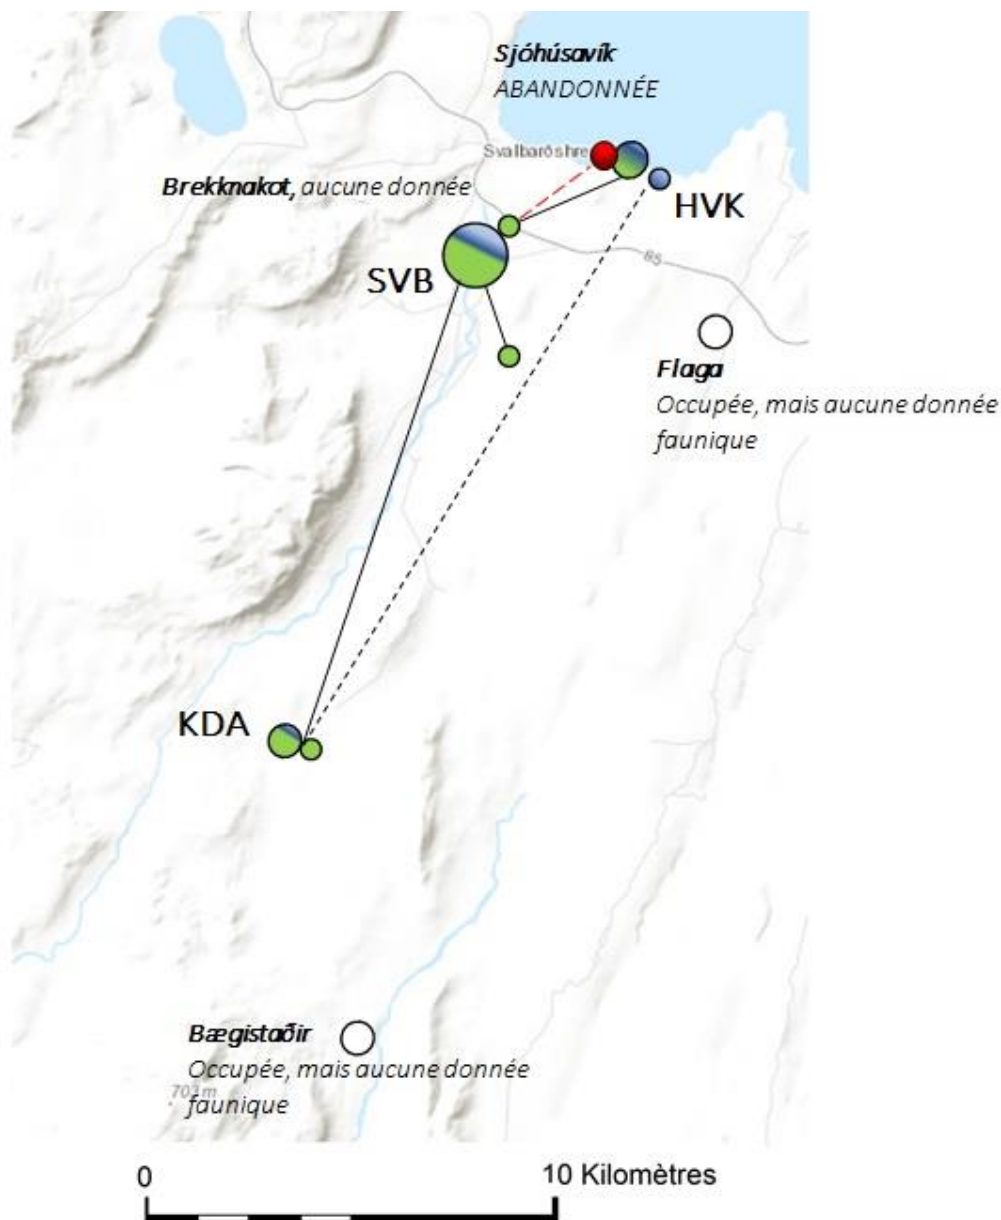 Sjóhúsavík
ABANDONNÉE
Svalbarðshre
Brekknakot, aucune donnée
HVK
85
SVB
Flaga
Occupée, mais aucune donnée
faunique
KDA
Bægistaðir
Occupée, mais aucune donnée
703 m
faunique
0
10 Kilomètres